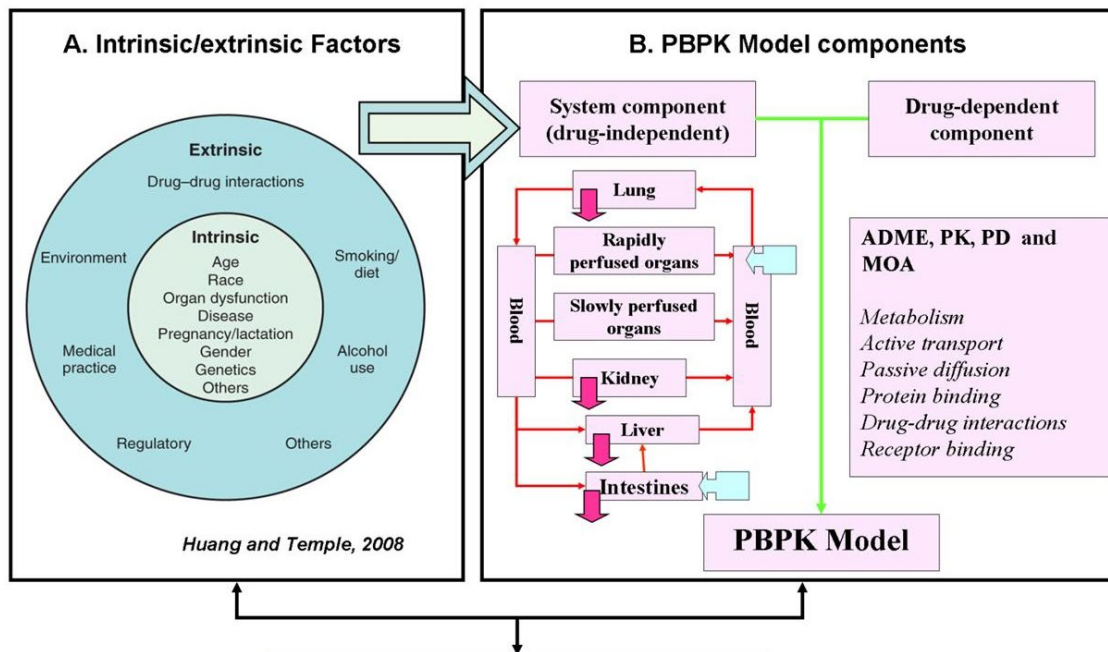 A. Intrinsic/extrinsic Factors
Extrinsic
Drug–drug interactions
Environment
Smoking/
diet
Intrinsic
Age
Race
Organ dysfunction
Disease
Pregnancy/lactation
Gender
Genetics
Others
Medical
practice
Alcohol
use
Regulatory
Others
Huang and Temple, 2008
B. PBPK Model components
System component
(drug-independent)
Drug-dependent
component
Lung
Rapidly
perfused organs
Slowly perfused
organs
Kidney
Liver
Intestines
Blood
Blood
ADME, PK, PD and
MOA
Metabolism
Active transport
Passive diffusion
Protein binding
Drug-drug interactions
Receptor binding
PBPK Model